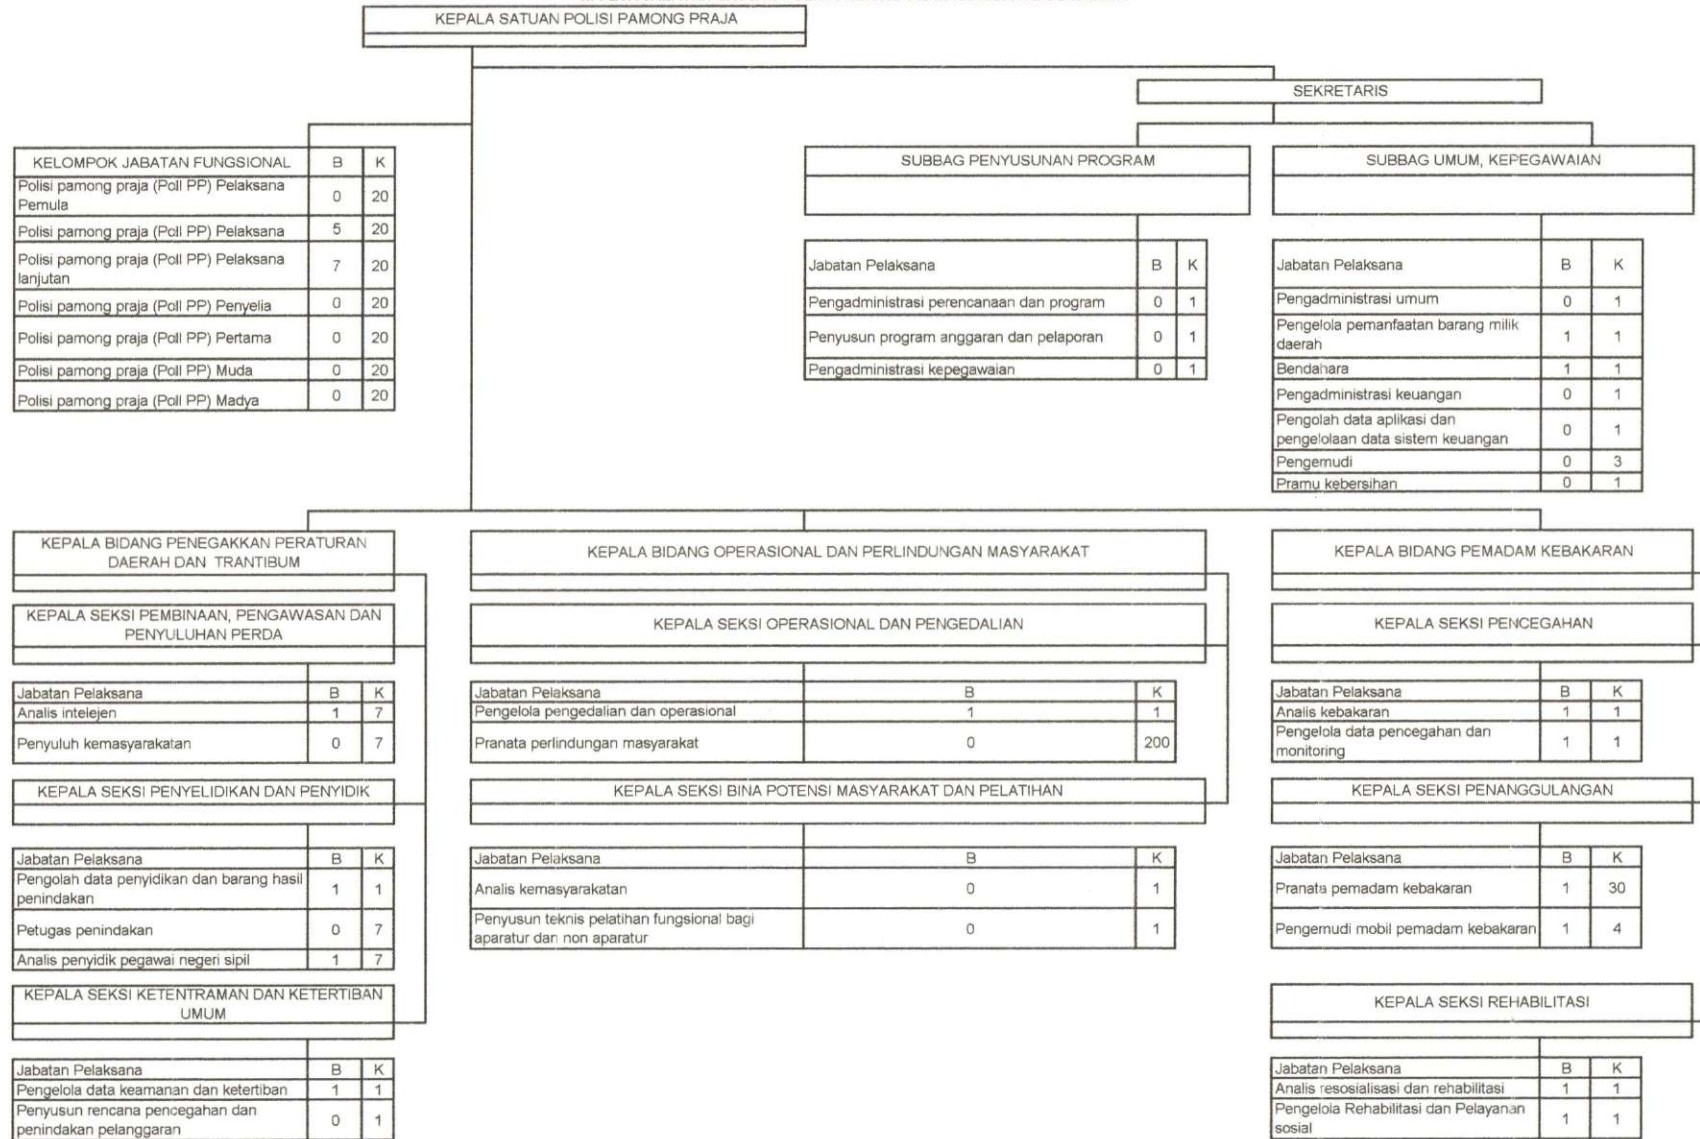 KEPALA SATUAN POLISI PAMONG PRAJA
SEKRETARIS
KELOMPOK JABATAN FUNGSIONAL B K
Polisi pamong praja (Poll PP) Pelaksana
Pemula 0 20
Polisi pamong praja (Poll PP) Pelaksana 5 20
Polisi pamong praja (Poll PP) Pelaksana
lanjutan 7 20
Polisi pamong praja (Poll PP) Penyelia 0 20
Polisi pamong praja (Poll PP) Pertama 0 20
Polisi pamong praja (Poll PP) Muda 0 20
Polisi pamong praja (Poll PP) Madya 0 20
SUBBAG PENYUSUNAN PROGRAM
Jabatan Pelaksana B K
Pengadministrasi perencanaan dan program 0 1
Penyusun program anggaran dan pelaporan 0 1
Pengadministrasi kepegawaian 0 1
SUBBAG UMUM, KEPEGAWAIAN
Jabatan Pelaksana B K
Pengadministrasi umum 0 1
Pengelola pemanfaatan barang milik
daerah 1 1
Bendahara 1 1
Pengadministrasi keuangan 0 1
Pengolah data aplikasi dan
pengelolaan data sistem keuangan 0 1
Pengemudi 0 3
Pramu kebersihan 0 1
KEPALA BIDANG PENEGAKKAN PERATURAN
DAERAH DAN TRANTIBUM
KEPALA SEKSI PEMBINAAN, PENGAWASAN DAN
PENYULUHAN PERDA
Jabatan Pelaksana B K
Analis intelejen 1 7
Penyuluh kemasyarakatan 0 7
KEPALA SEKSI PENYELIDIKAN DAN PENYIDIK
Jabatan Pelaksana B K
Pengolah data penyidikan dan barang hasil
penindakan 1 1
Petugas penindakan 0 7
Analis penyidik pegawai negeri sipil 1 7
KEPALA SEKSI KETENTRAMAN DAN KETERTIBAN
UMUM
Jabatan Pelaksana B K
Pengelola data keamanan dan ketertiban 1 1
Penyusun rencana pencegahan dan
penindakan pelanggaran 0 1
KEPALA BIDANG OPERASIONAL DAN PERLINDUNGAN MASYARAKAT
KEPALA SEKSI OPERASIONAL DAN PENGEDALIAN
Jabatan Pelaksana B K
Pengelola pengedalian dan operasional 1 1
Pranata perlindungan masyarakat 0 200
KEPALA SEKSI BINA POTENSI MASYARAKAT DAN PELATIHAN
Jabatan Pelaksana B K
Analis kemasyarakatan 0 1
Penyusun teknis pelatihan fungsional bagi
aparatur dan non aparatur 0 1
KEPALA BIDANG PEMADAM KEBAKARAN
KEPALA SEKSI PENCEGAHAN
Jabatan Pelaksana B K
Analis kebakaran 1 1
Pengelola data pencegahan dan
monitoring 1 1
KEPALA SEKSI PENANGGULANGAN
Jabatan Pelaksana B K
Pranata pemadam kebakaran 1 30
Pengemudi mobil pemadam kebakaran 1 4
KEPALA SEKSI REHABILITASI
Jabatan Pelaksana B K
Analis resosialisasi dan rehabilitasi 1 1
Pengelola Rehabilitasi dan Pelayanan
sosial 1 1